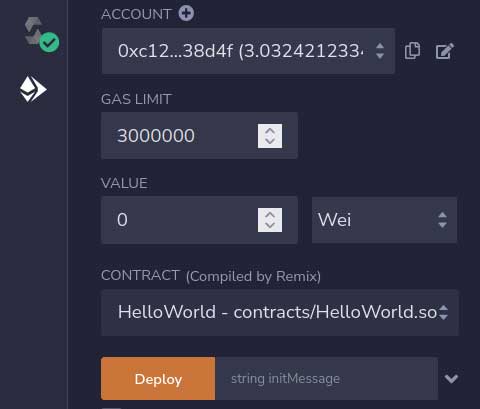 ACCOUNT
0xc12...38d4f (3.032421233
GAS LIMIT
3000000
VALUE
0
Wei
CONTRACT (Compiled by Remix)
HelloWorld - contracts/HelloWorld.so
Deploy
string initMessage